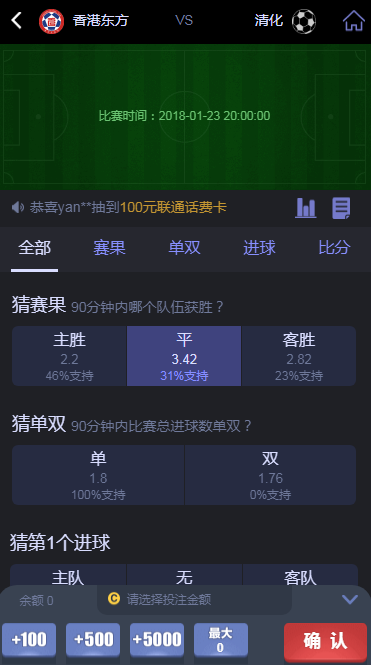 香港东方 VS 清化
比赛时间：2018-01-23 20:00:00
恭喜yan**抽到100元联通话费卡
全部 赛果 单双 进球 比分
猜赛果 90分钟内哪个队伍获胜？
主胜 平 客胜
2.2 3.42 2.82
46%支持 31%支持 23%支持
猜单双 90分钟内比赛总进球数单双？
单 双
1.8 1.76
100%支持 0%支持
猜第1个进球
主队 无 客队
余额 0 C 请选择投注金额
+100 +500 +5000 最大 确 认
0